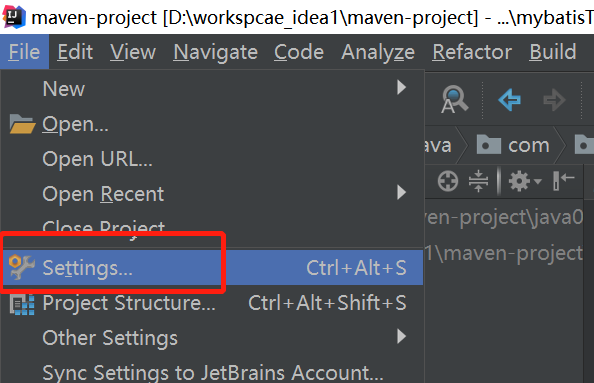 maven-project [D:\workspcae_idea1\maven-project] - ...\mybatisT
File Edit View Navigate Code Analyze Refactor Build
New
Open...
ava com
Open URL...
Open Recent
ven-project\java0
Close Project
1\maven-project
Settings... Ctrl+Alt+S
Project Structure... Ctrl+Alt+Shift+S
Other Settings
Sync Settings to JetBrains Account...